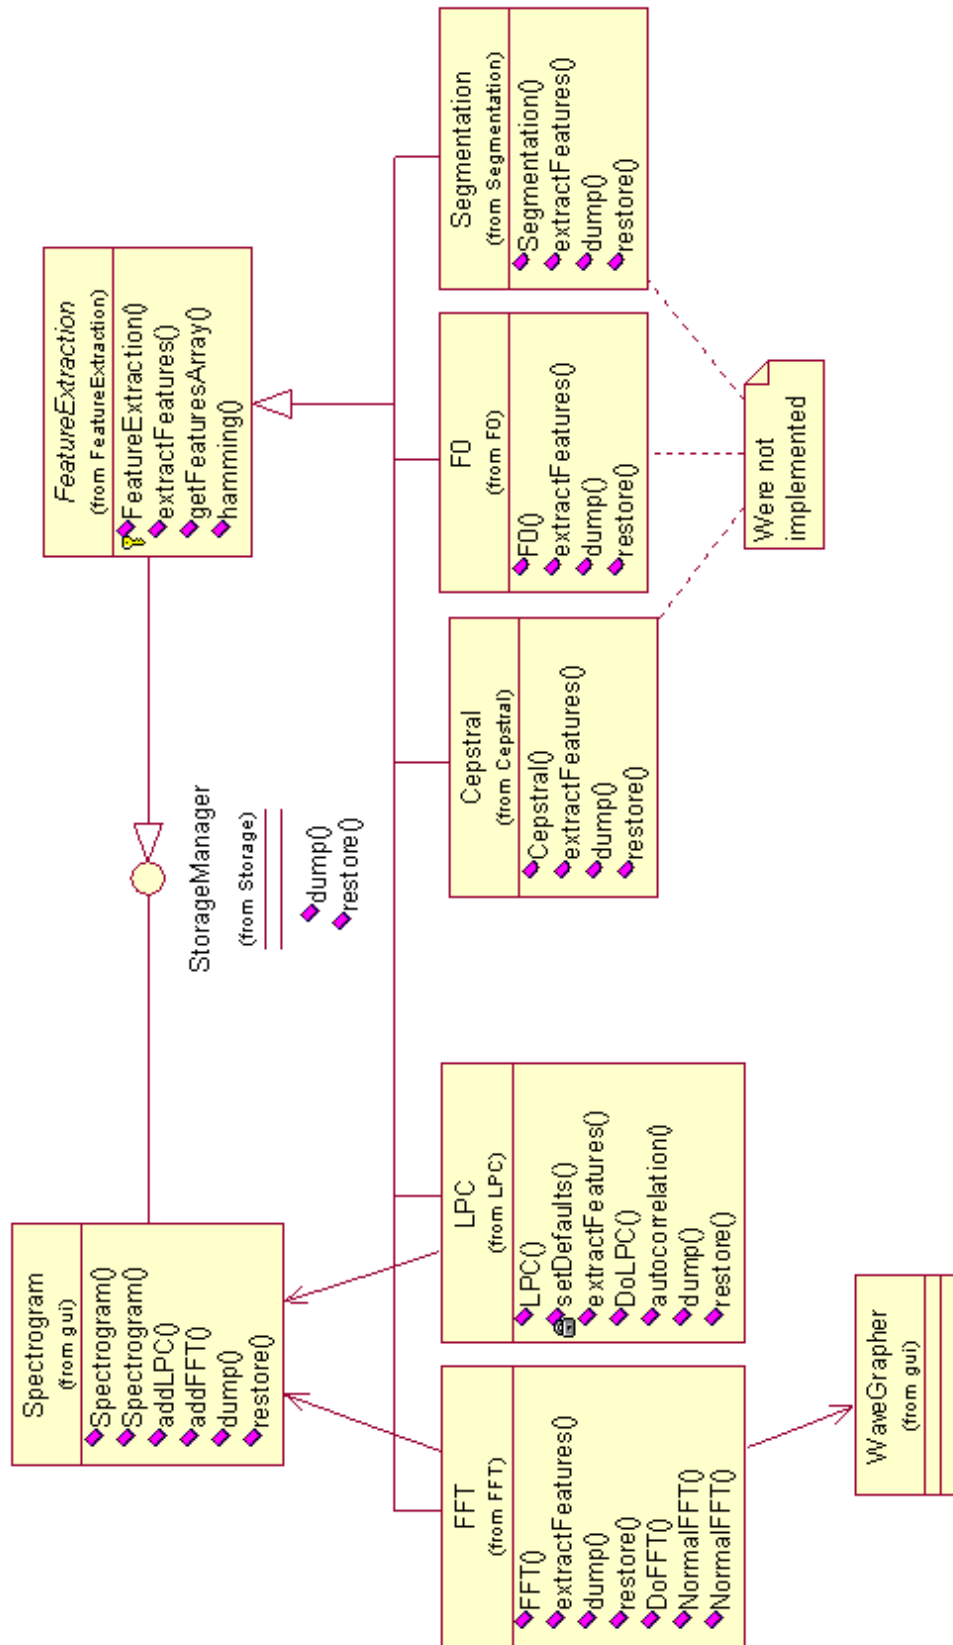 Spectrogram
(from gui)
Spectrogram()
Spectrogram()
addLPC()
addFFT()
dump()
restore()
StorageManager
(from Storage)
dump()
restore()
FeatureExtraction
(from FeatureExtraction)
FeatureExtraction()
extractFeatures()
getFeaturesArray()
hamming()
FFT
(from FFT)
FFT()
extractFeatures()
dump()
restore()
DoFFT()
NormalFFT()
NormalFFT()
LPC
(from LPC)
LPC()
setDefaults()
extractFeatures()
DoLPC()
autocorrelation()
dump()
restore()
Cepstral
(from Cepstral)
Cepstral()
extractFeatures()
dump()
restore()
F0
(from F0)
F0()
extractFeatures()
dump()
restore()
Segmentation
(from Segmentation)
Segmentation()
extractFeatures()
dump()
restore()
WaveGrapher
(from gui)
Were not
implemented